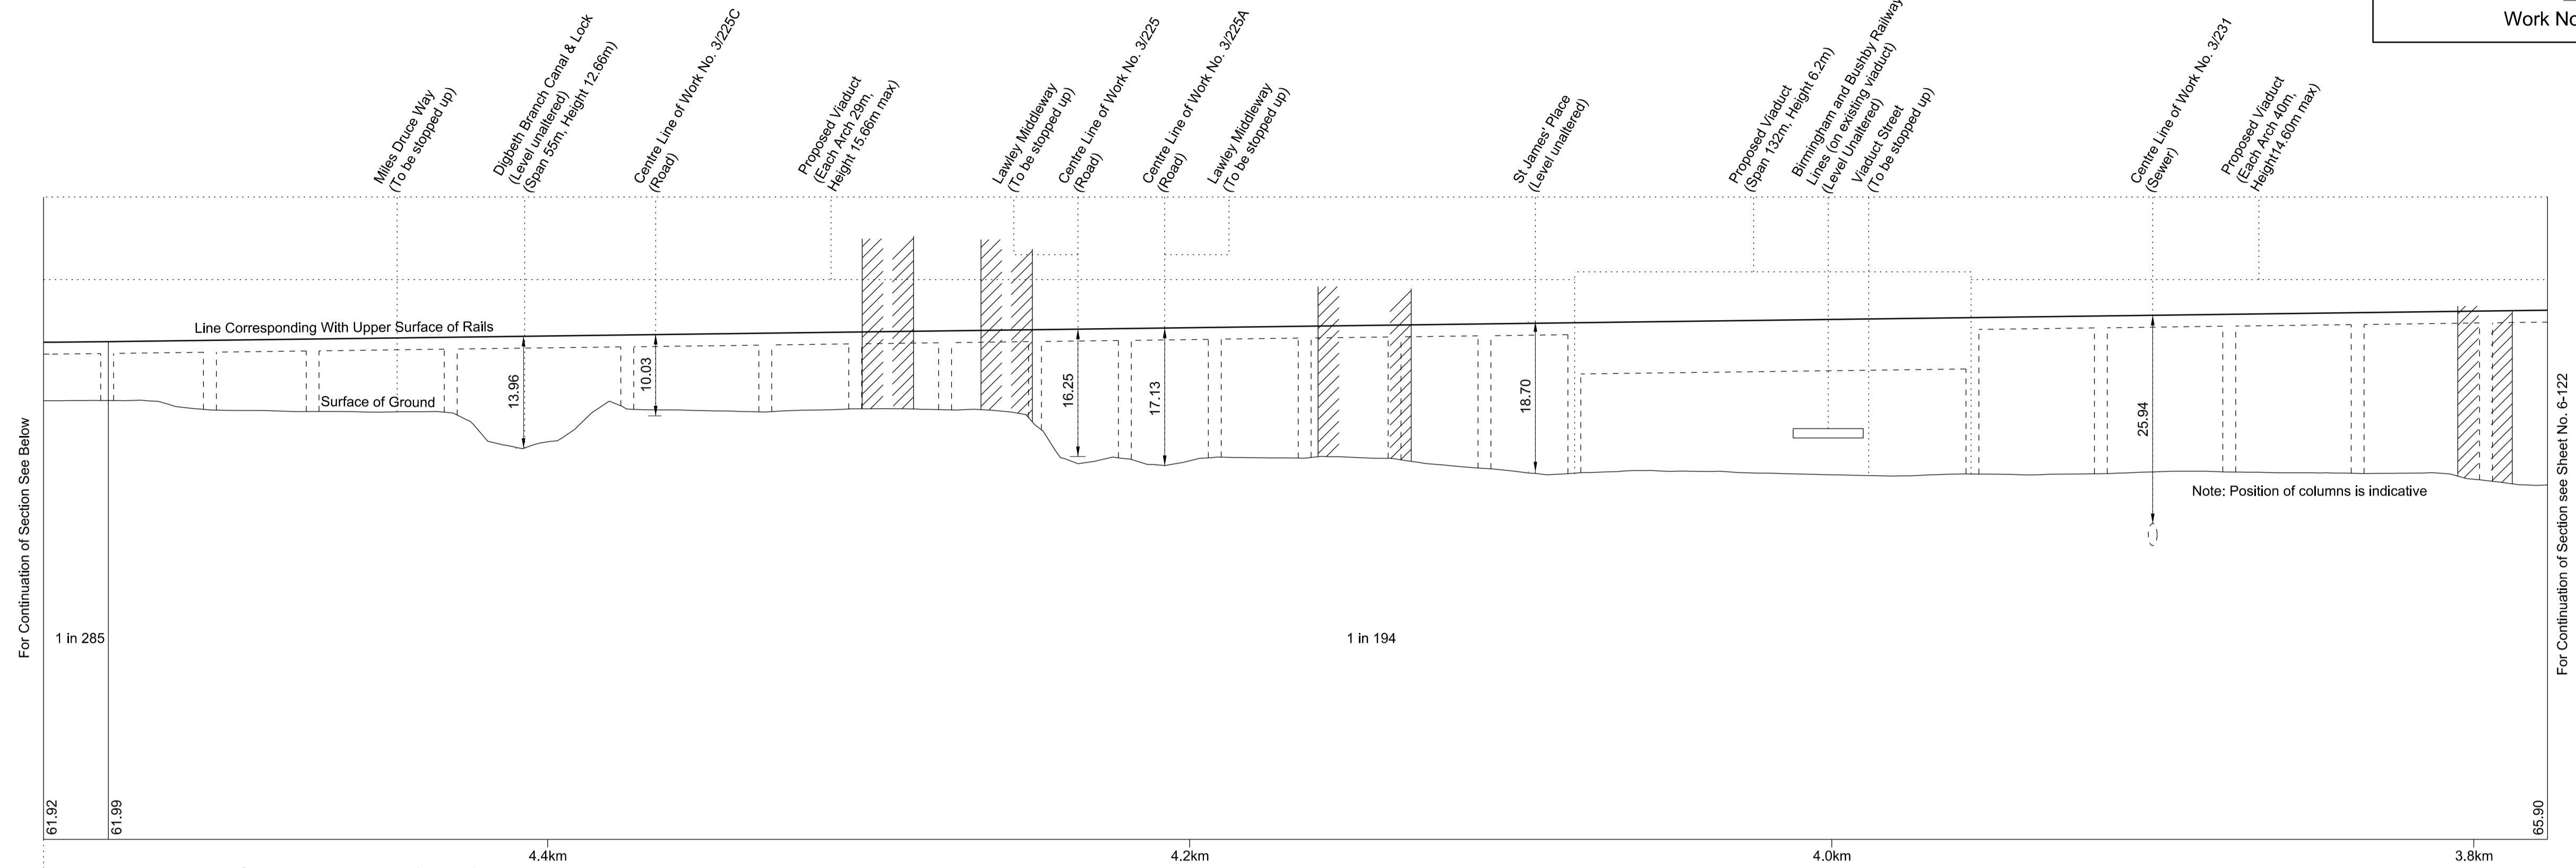 Work No
Miles Druce Way
(To be stopped up)
Digbeth Branch Canal & Lock
(Level unaltered)
(Span 55m, Height 12.66m)
Centre Line of Work No. 3/225C
(Road)
Proposed Viaduct
(Each Arch 29m,
Height 15.66m max)
Lawley Middleway
(To be stopped up)
Centre Line of Work No. 3/225
(Road)
Centre Line of Work No. 3/225A
(Road)
Lawley Middleway
(To be stopped up)
St James' Place
(Level unaltered)
Proposed Viaduct
(Span 132m, Height 6.2m)
Birmingham and Bushby Railway
Lines (on existing viaduct)
(Level Unaltered)
Viaduct Street
(To be stopped up)
Centre Line of Work No. 3/231
(Sewer)
Proposed Viaduct
(Each Arch 40m,
Height14.60m max)
Line Corresponding With Upper Surface of Rails
Surface of Ground
13.96
10.03
16.25
17.13
18.70
25.94
Note: Position of columns is indicative
For Continuation of Section See Below
For Continuation of Section see Sheet No. 6-122
1 in 285
1 in 194
61.92
61.99
65.90
4.4km
4.2km
4.0km
3.8km